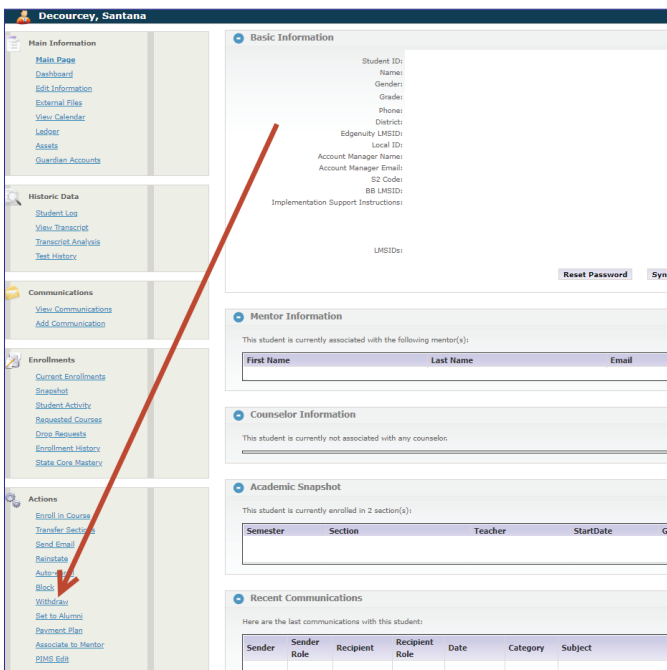 Decourcey, Santana
Main Information
Main Page
Dashboard
Edit Information
External Files
View Calendar
Ledger
Assets
Guardian Accounts
Historic Data
Student Log
View Transcript
Transcript Analysis
Test History
Communications
View Communications
Add Communication
Enrollments
Current Enrollments
Snapshot
Student Activity
Requested Courses
Drop Requests
Enrollment History
State Core Mastery
Actions
Enroll in Course
Transfer Sections
Send Email
Reinstate
Block
Withdraw
Set to Alumni
Payment Plan
Associate to Mentor
PIMS Edit
Basic Information
Student ID:
Name:
Gender:
Grade:
Phone:
District:
Edgenuity LMSID:
Local ID:
Account Manager Name:
Account Manager Email:
S2 Code:
BB LMSID:
Implementation Support Instructions:
LMSIDs:
Reset Password Syn
Mentor Information
This student is currently associated with the following mentor(s):
First Name Last Name Email
Counselor Information
This student is currently not associated with any counselor.
Academic Snapshot
This student is currently enrolled in 2 section(s):
Semester Section Teacher StartDate G
Recent Communications
Here are the last communications with this student:
Sender Sender Role Recipient Recipient Role Date Category Subject